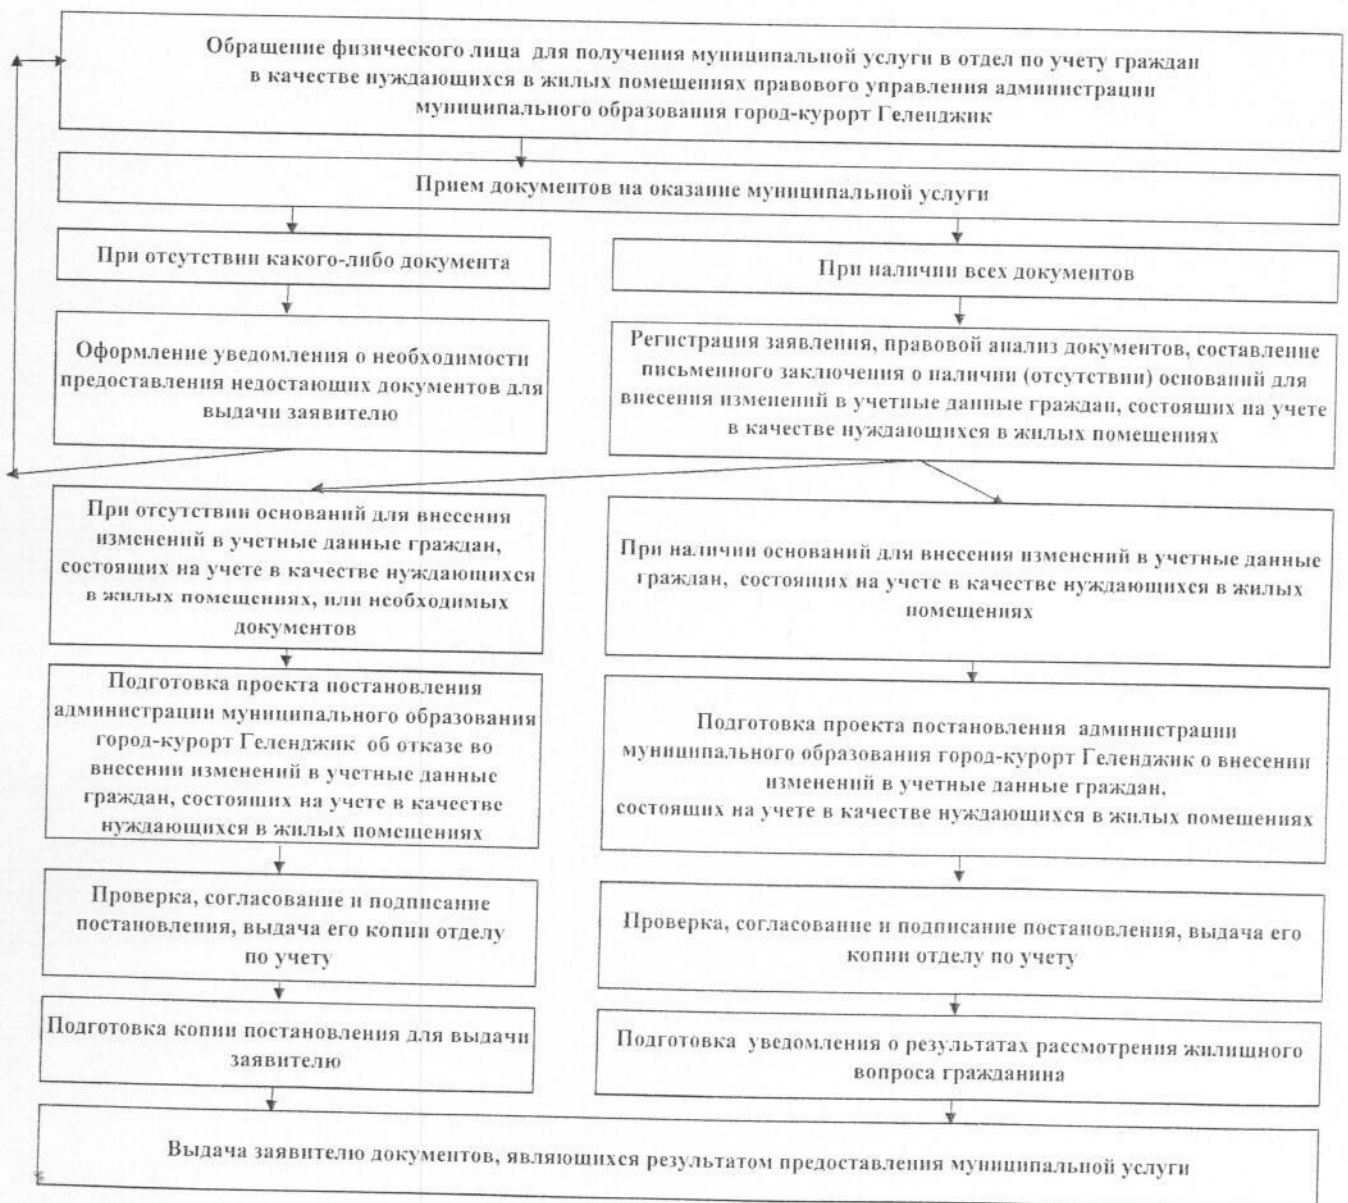 Обращение физического лица для получения муниципальной услуги в отдел по учету граждан
в качестве нуждающихся в жилых помещениях правового управления администрации
муниципального образования город-курорт Геленджик
Прием документов на оказание муниципальной услуги
При отсутствии какого-либо документа
При наличии всех документов
Оформление уведомления о необходимости
предоставления недостающих документов для
выдачи заявителю
Регистрация заявления, правовой анализ документов, составление
письменного заключения о наличии (отсутствии) оснований для
внесения изменений в учетные данные граждан, состоящих на учете
в качестве нуждающихся в жилых помещениях
При отсутствии оснований для внесения
изменений в учетные данные граждан,
состоящих на учете в качестве нуждающихся
в жилых помещениях, или необходимых
документов
При наличии оснований для внесения изменений в учетные данные
граждан, состоящих на учете в качестве нуждающихся в жилых
помещениях
Подготовка проекта постановления
администрации муниципального образования
город-курорт Геленджик об отказе во
внесении изменений в учетные данные
граждан, состоящих на учете в качестве
нуждающихся в жилых помещениях
Подготовка проекта постановления администрации
муниципального образования город-курорт Геленджик о внесении
изменений в учетные данные граждан,
состоящих на учете в качестве нуждающихся в жилых помещениях
Проверка, согласование и подписание
постановления, выдача его копии отделу
по учету
Проверка, согласование и подписание постановления, выдача его
копии отделу по учету
Подготовка копии постановления для выдачи
заявителю
Подготовка уведомления о результатах рассмотрения жилищного
вопроса гражданина
Выдача заявителю документов, являющихся результатом предоставления муниципальной услуги